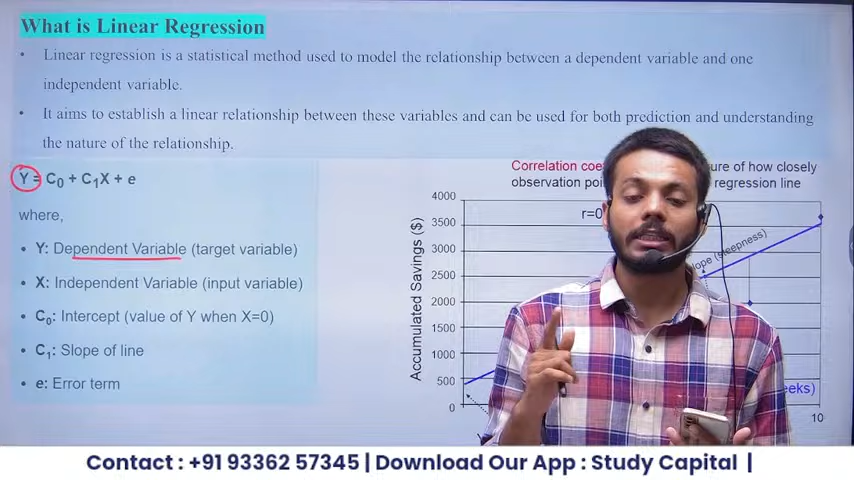 What is Linear Regression
• Linear regression is a statistical method used to model the relationship between a dependent variable and one
independent variable.
• It aims to establish a linear relationship between these variables and can be used for both prediction and understanding
the nature of the relationship.
Y = C₀ + C₁X + e
where,
• Y: Dependent Variable (target variable)
• X: Independent Variable (input variable)
• C₀: Intercept (value of Y when X=0)
• C₁: Slope of line
• e: Error term
Correlation ure of how closely
observation regression line
r=0
(steepness)
Accumulated Savings ($)
4000
3500
3000
2500
2000
1500
1000
500
0
10
Contact : +91 93362 57345 | Download Our App : Study Capital |